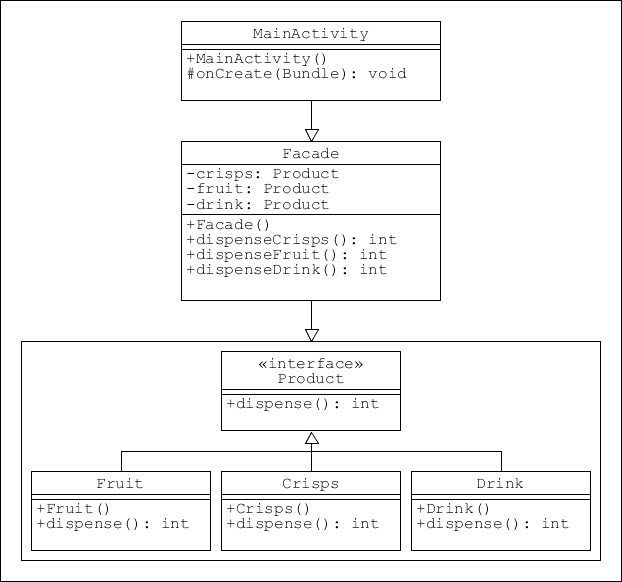 MainActivity
+MainActivity()
#onCreate(Bundle): void
Facade
-crisps: Product
-fruit: Product
-drink: Product
+Facade()
+dispenseCrisps(): int
+dispenseFruit(): int
+dispenseDrink(): int
«interface»
Product
+dispense(): int
Fruit
+Fruit()
+dispense(): int
Crisps
+Crisps()
+dispense(): int
Drink
+Drink()
+dispense(): int